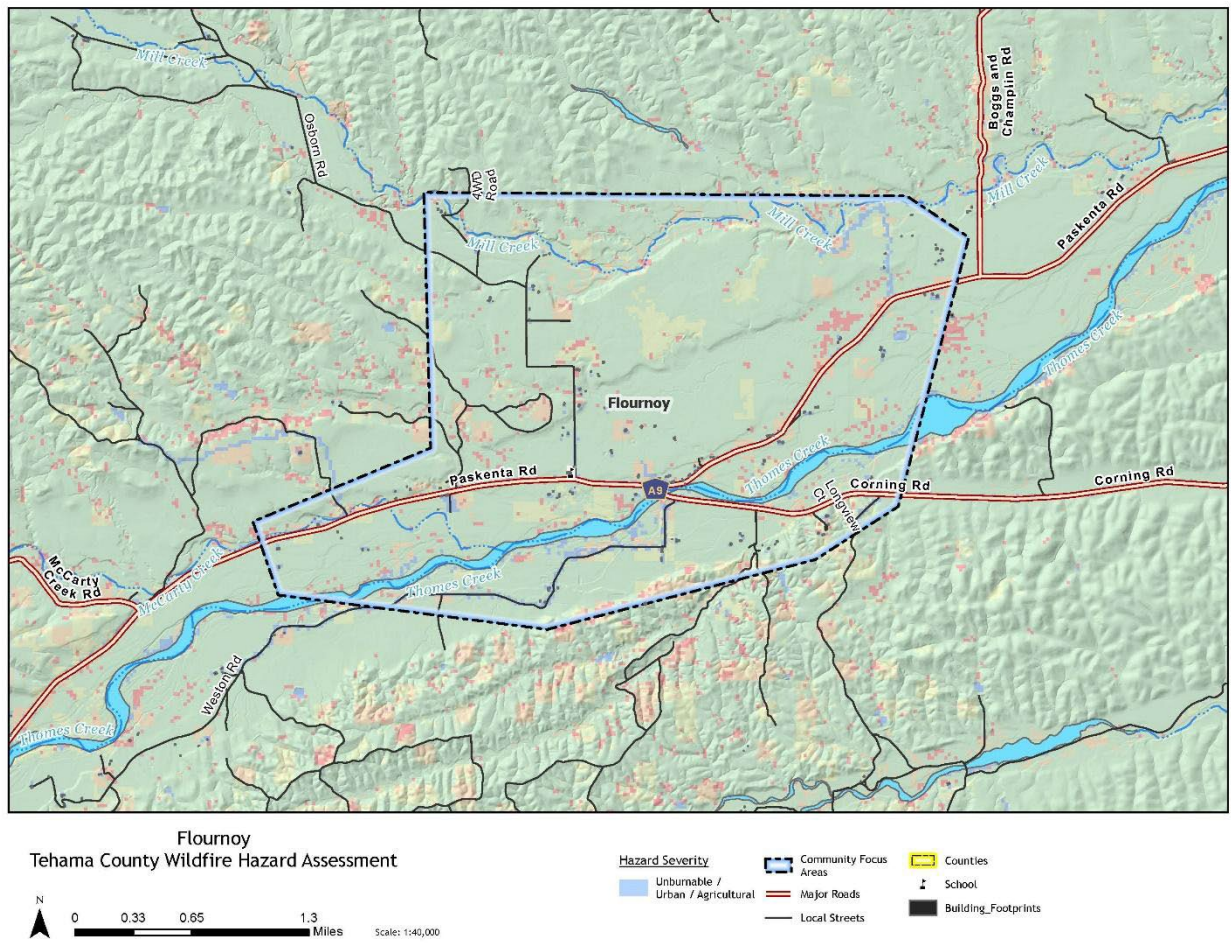 Mill Creek
Osborn Rd
4WD
Road
Mill Creek
Mill Creek
Boggs and
Champlin Rd
Mill Creek
Paskenta Rd
Thomes Creek
Flournoy
Paskenta Rd
A9
Thomes Creek
Longview
Ct
Corning Rd
Corning Rd
McCarty
Creek Rd
McCarty Creek
Thomes Creek
Weston Rd
Thomes Creek
Flournoy
Tehama County Wildfire Hazard Assessment
N
0 0.33 0.65 1.3
Miles
Scale: 1:40,000
Hazard Severity
Unburnable /
Urban / Agricultural
Community Focus
Areas
Major Roads
Local Streets
Counties
School
Building_Footprints